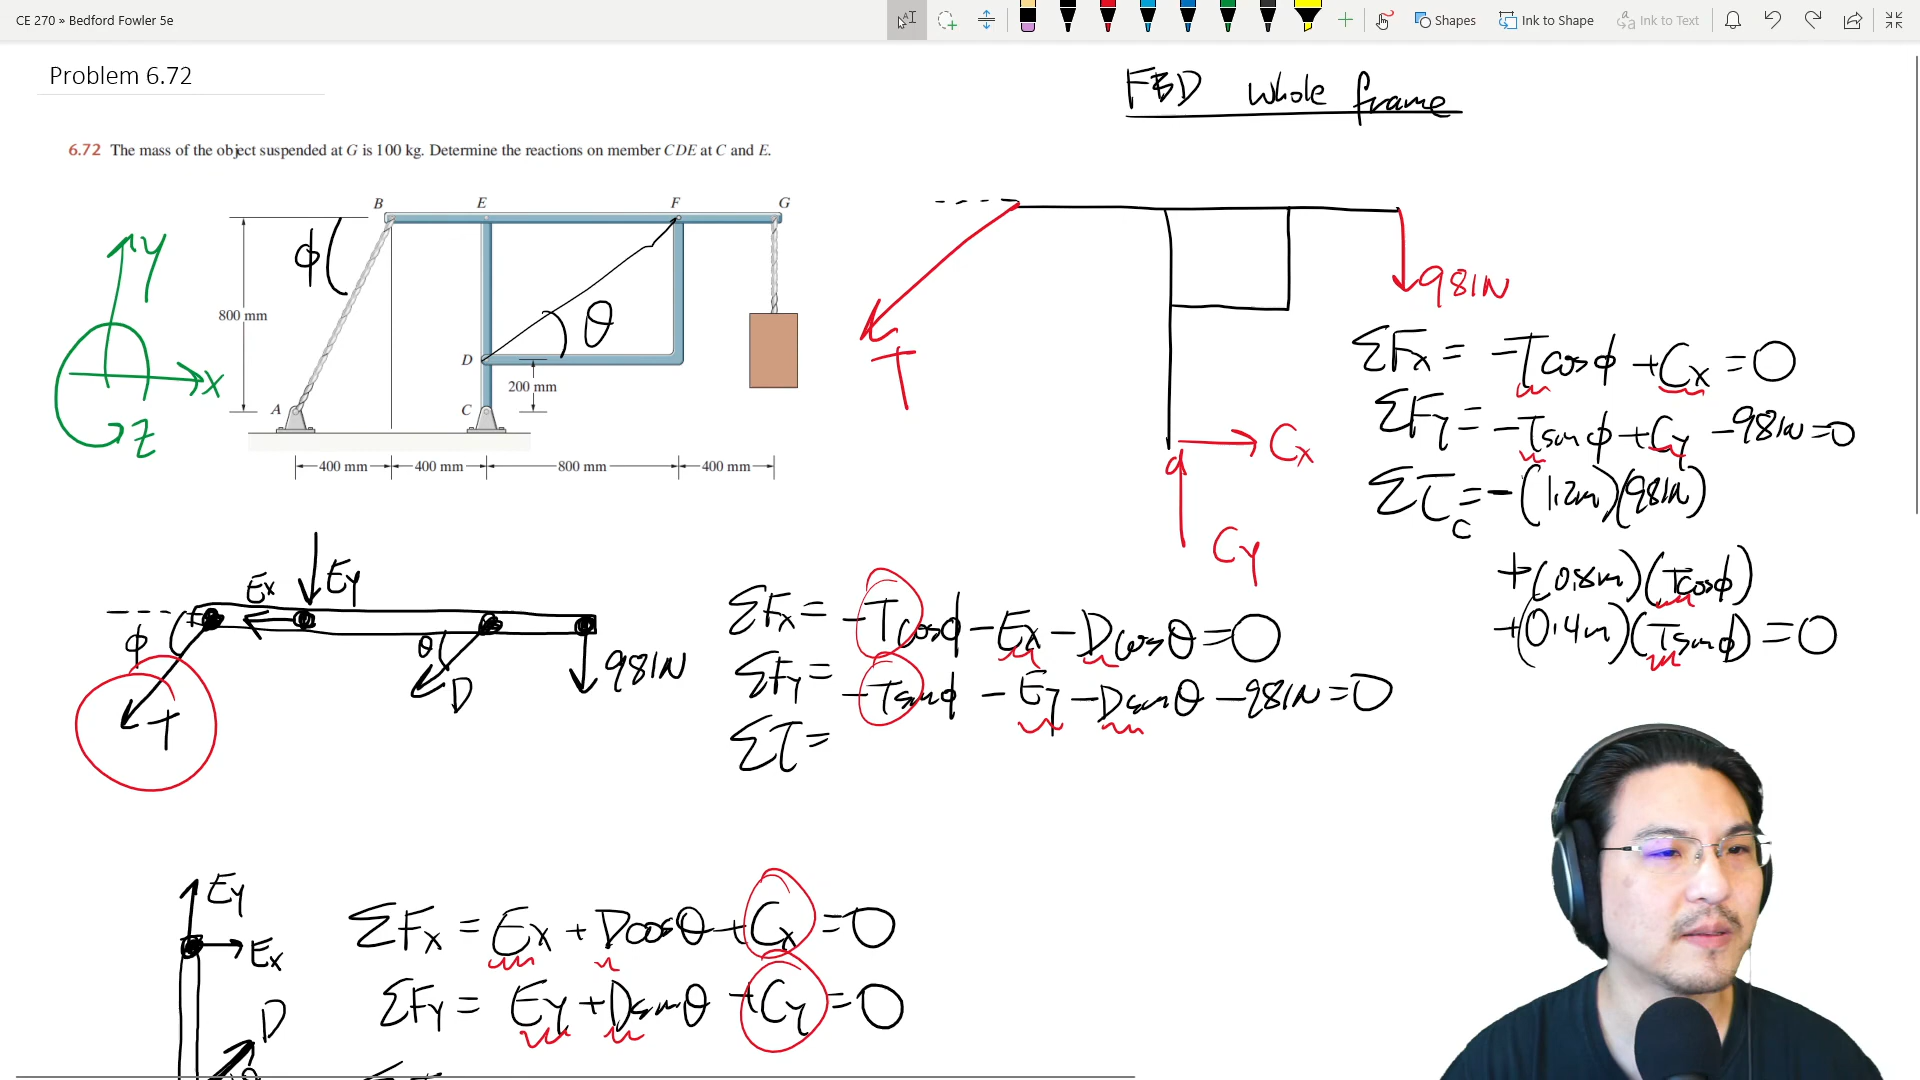 CE 270 » Bedford Fowler 5e
Shapes
Ink to Shape
Ink to Text
Problem 6.72
FBD Whole frame
6.72 The mass of the object suspended at G is 100 kg. Determine the reactions on member CDE at C and E.
B
E
F
G
ϕ
y
x
z
800 mm
θ
D
200 mm
A
C
400 mm
400 mm
800 mm
400 mm
T
981N
Cx
Cy
ΣFx = -Tcosϕ +Cx =0
ΣFy = -Tsinϕ +Cy -981N=0
Στc = -(1.2m)(981N)
+(0.8m)(Tcosϕ)
+(0.4m)(Tsinϕ) =0
Ex
Ey
ϕ
T
θ
D
981N
ΣFx = -Tcosϕ -Ex -Dcosθ=0
ΣFy = -Tsinϕ -Ey -Dsinθ -981N=0
Στ=
Ey
Ex
D
θ
ΣFx = Ex + Dcosθ +Cx =0
ΣFy = Ey +Dsinθ +Cy =0